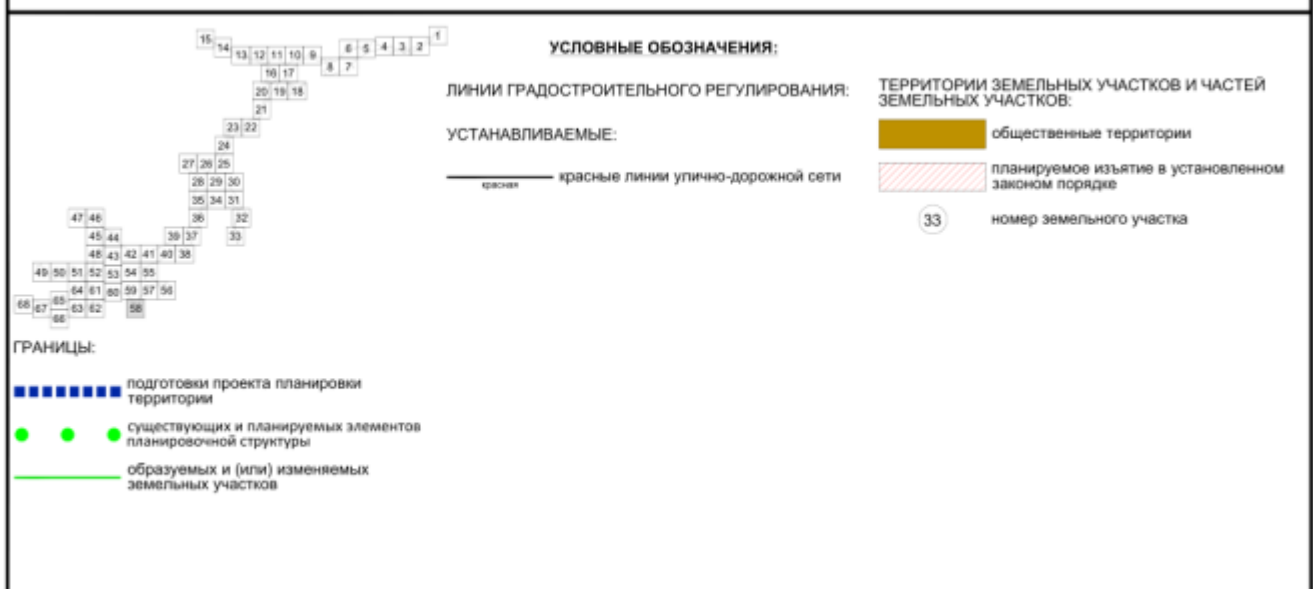 1
15
14
6 5 4 3 2
13 12 11 10 9
8 7
16 17
20 19 18
21
23 22
24
27 26 25
28 29 30
35 34 31
47 46
36
32
45 44
39 37
33
48 43 42 41 40 38
49 50 51 52 53 54 55
64 61 60 59 57 56
68 67 65 63 62
58
66
УСЛОВНЫЕ ОБОЗНАЧЕНИЯ:
ЛИНИИ ГРАДОСТРОИТЕЛЬНОГО РЕГУЛИРОВАНИЯ:
УСТАНАВЛИВАЕМЫЕ:
красная
красные линии улично-дорожной сети
ТЕРРИТОРИИ ЗЕМЕЛЬНЫХ УЧАСТКОВ И ЧАСТЕЙ
ЗЕМЕЛЬНЫХ УЧАСТКОВ:
общественные территории
планируемое изъятие в установленном
законом порядке
33
номер земельного участка
ГРАНИЦЫ:
подготовки проекта планировки
территории
существующих и планируемых элементов
планировочной структуры
образуемых и (или) изменяемых
земельных участков